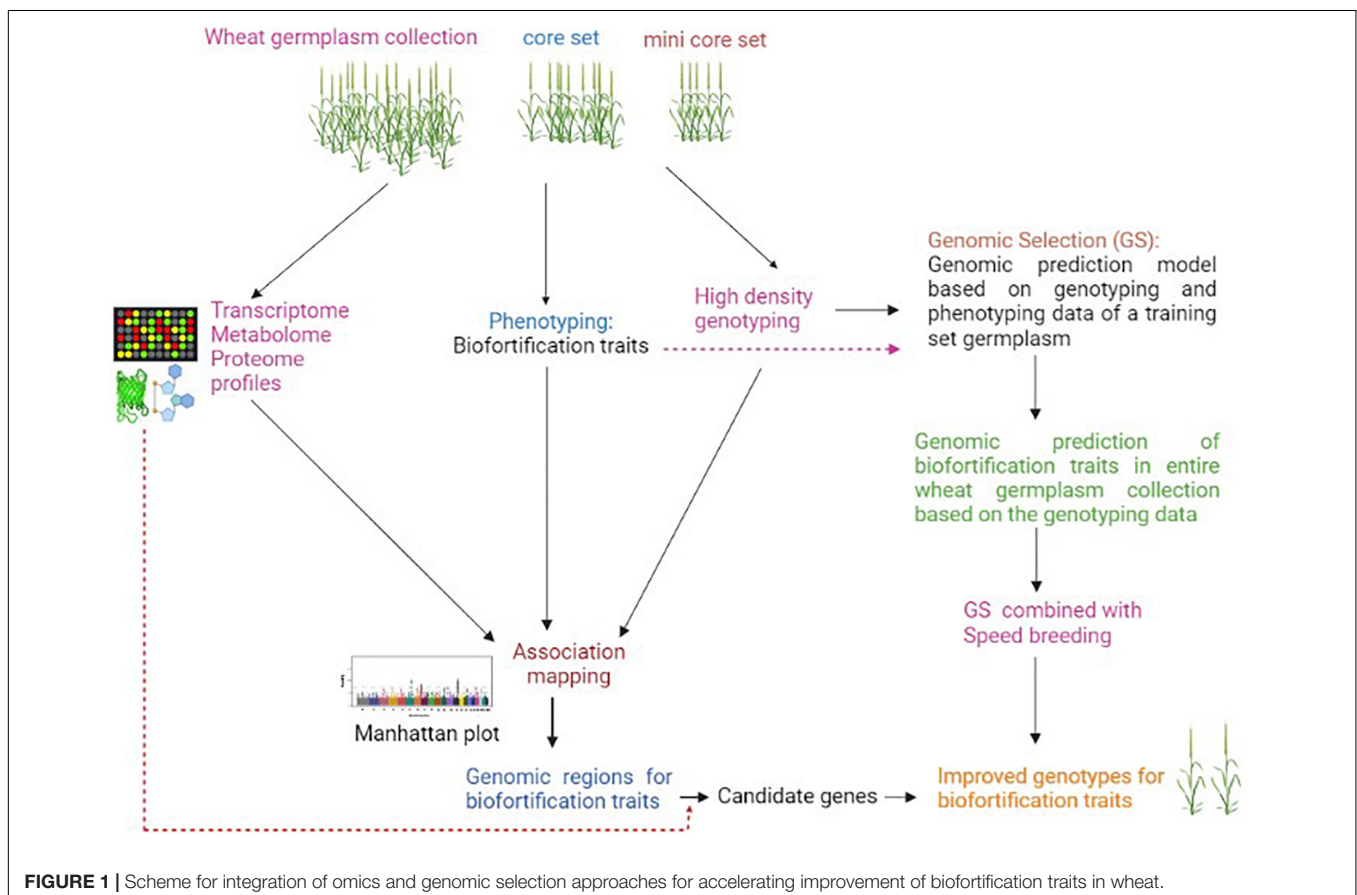 Wheat germplasm collection
core set
mini core set
Transcriptome
Metabolome
Proteome
profiles
Phenotyping:
Biofortification traits
High density
genotyping
Genomic Selection (GS):
Genomic prediction model
based on genotyping and
phenotyping data of a training
set germplasm
Genomic prediction of
biofortification traits in entire
wheat germplasm collection
based on the genotyping data
GS combined with
Speed breeding
Association
mapping
Manhattan plot
Genomic regions for
biofortification traits
Candidate genes
Improved genotypes for
biofortification traits
FIGURE 1 | Scheme for integration of omics and genomic selection approaches for accelerating improvement of biofortification traits in wheat.